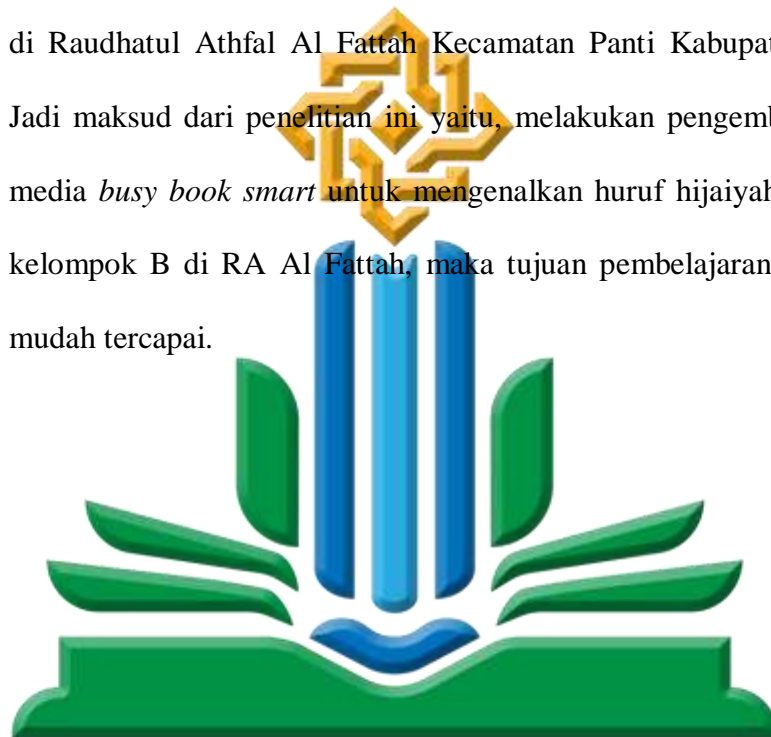 di Raudhatul Athfal Al Fattah Kecamatan Panti Kabupat
Jadi maksud dari penelitian ini yaitu, melakukan pengemb
media busy book smart untuk mengenalkan huruf hijaiyah
kelompok B di RA Al Fattah, maka tujuan pembelajaran
mudah tercapai.